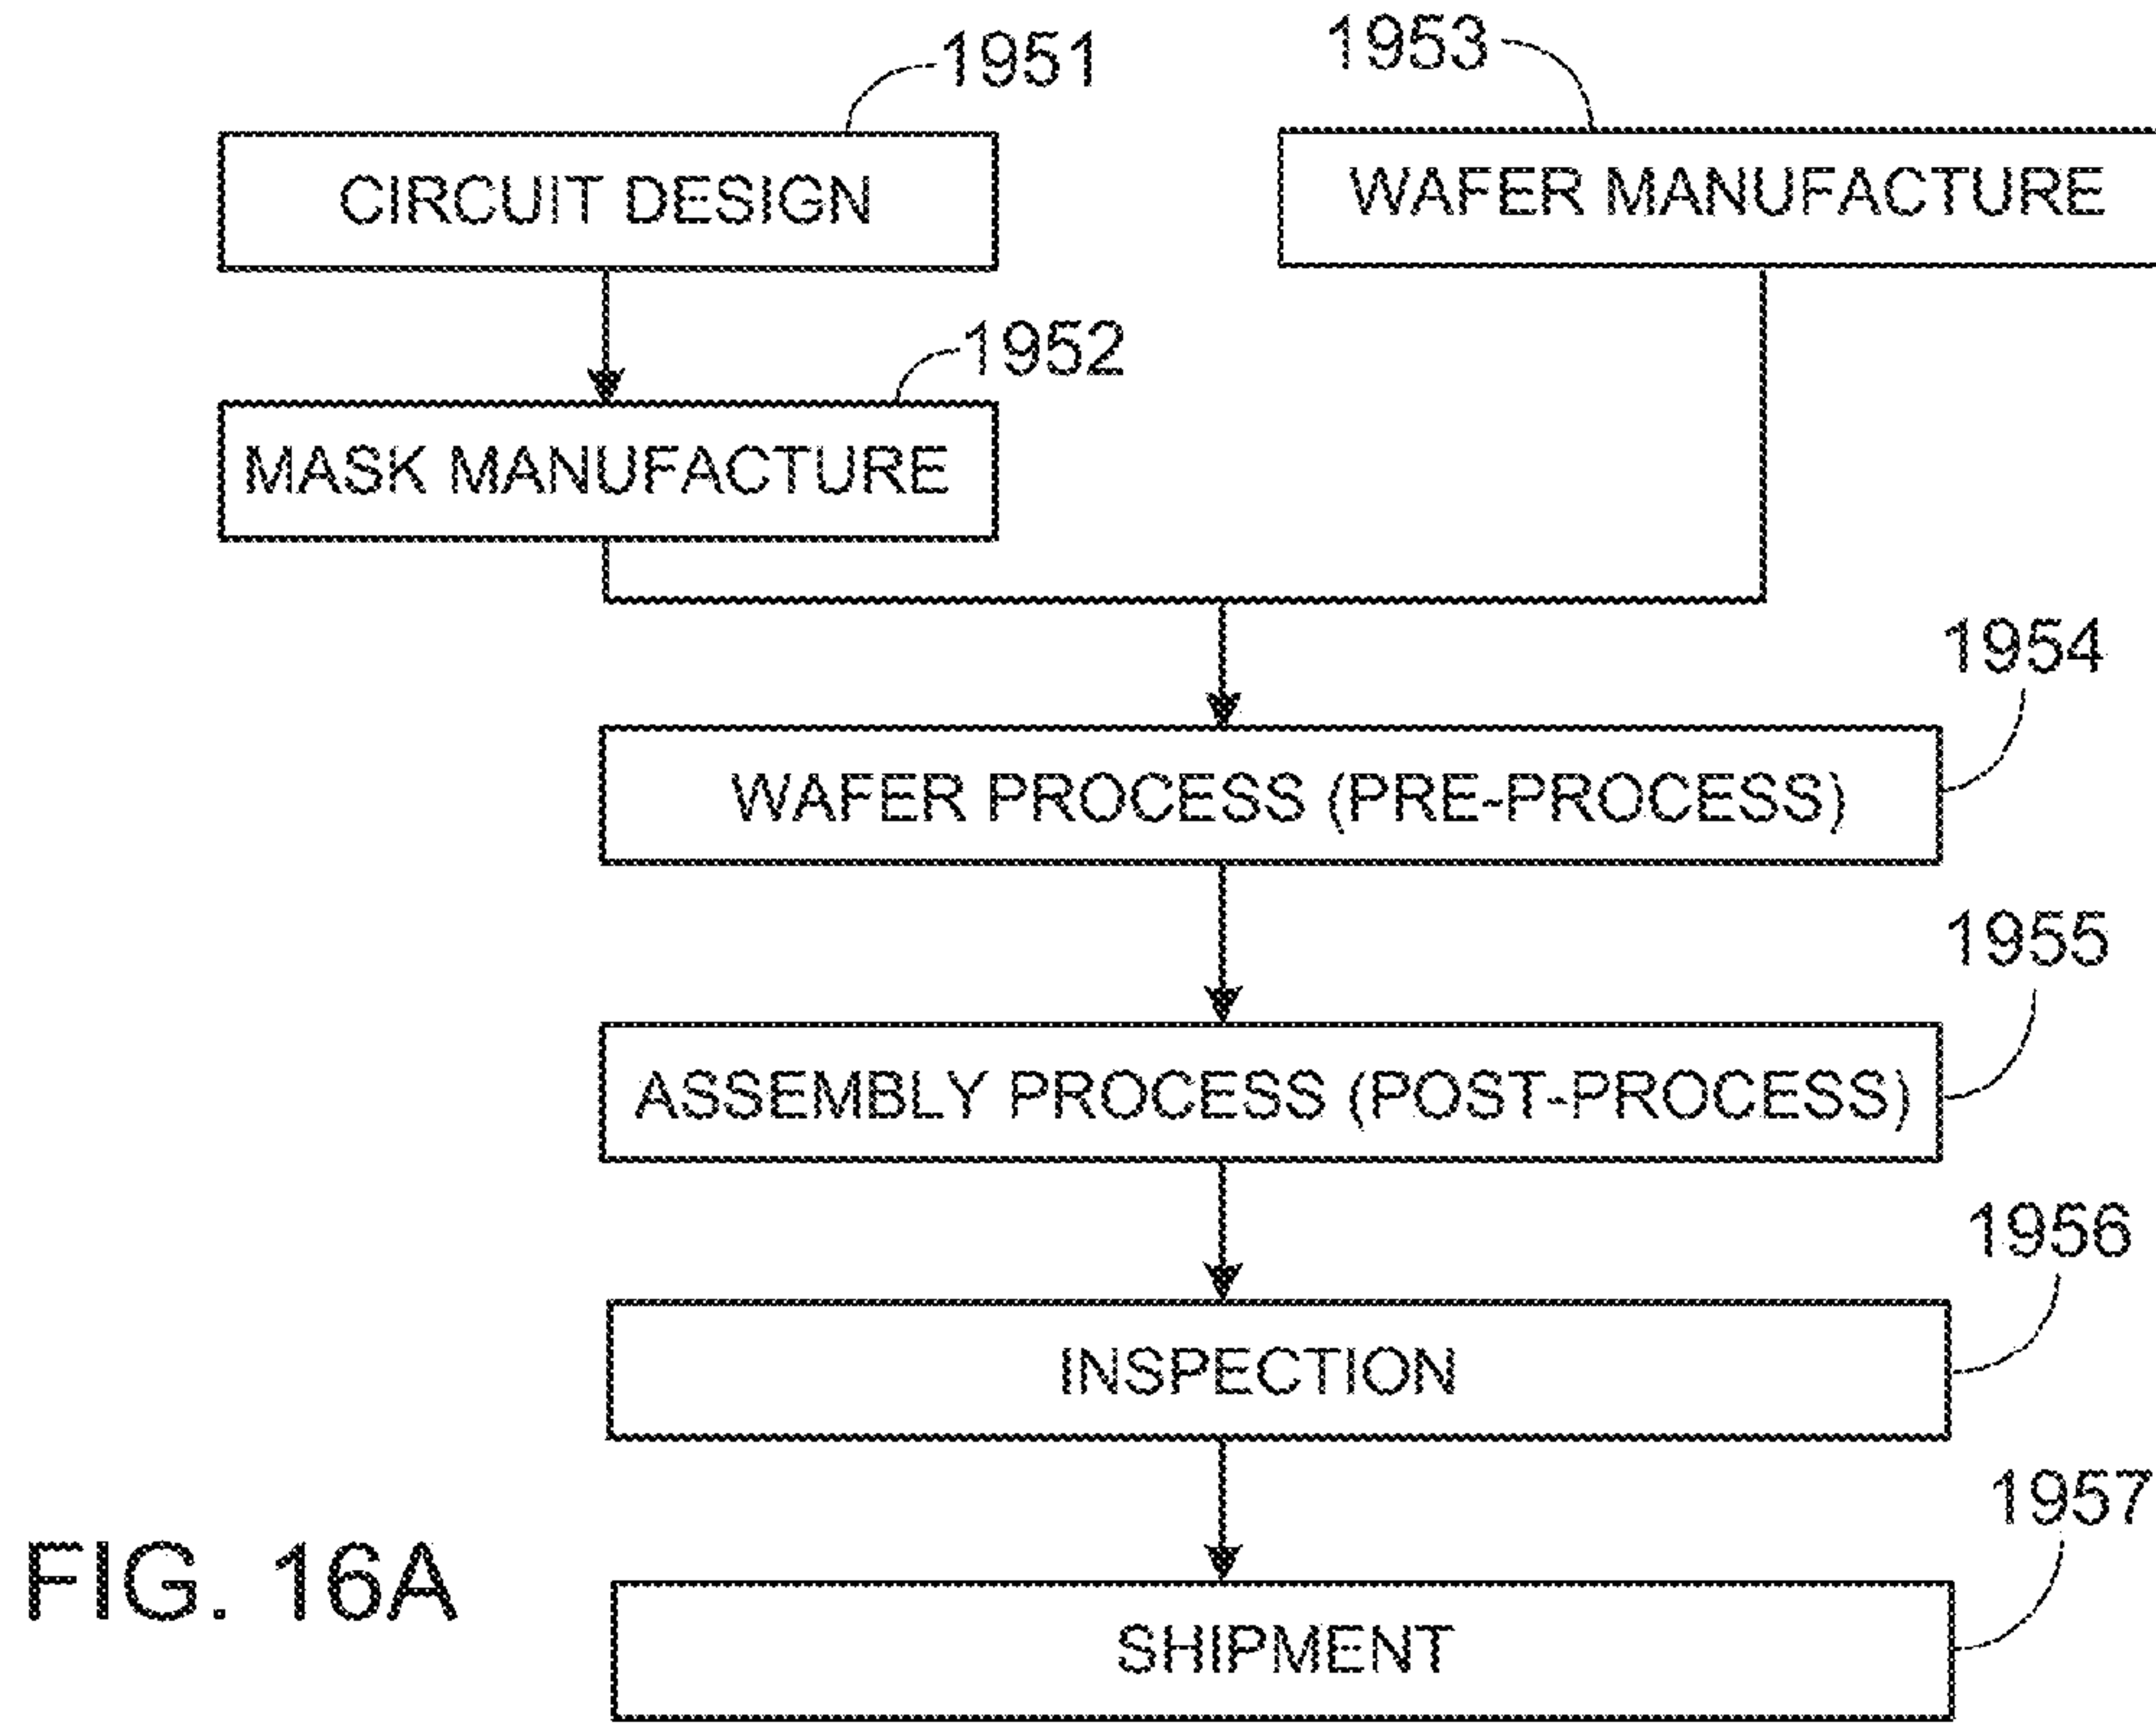 1951
1953
CIRCUIT DESIGN
WAFER MANUFACTURE
1952
MASK MANUFACTURE
1954
WAFER PROCESS (PRE-PROCESS)
1955
ASSEMBLY PROCESS (POST-PROCESS)
1956
INSPECTION
1957
SHIPMENT
FIG. 16A